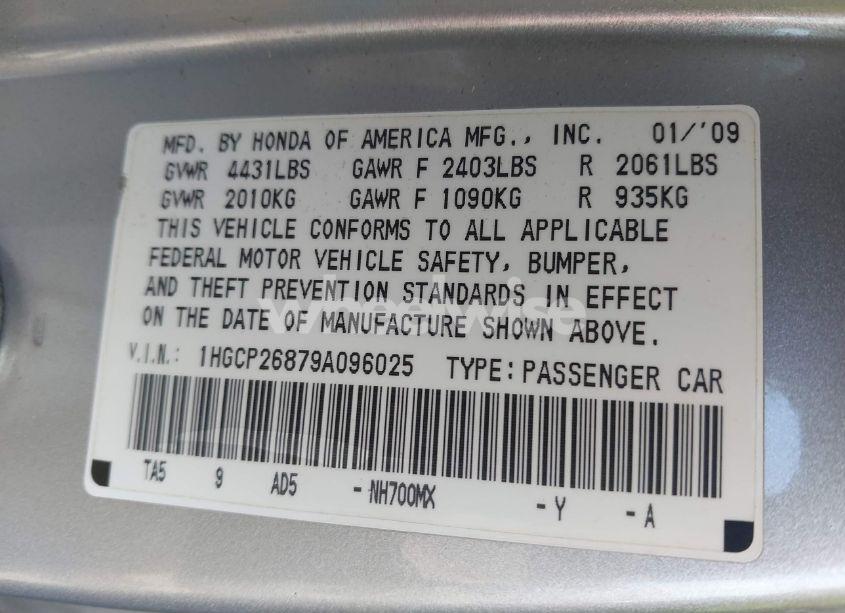 MFD. BY HONDA OF AMERICA MFG., INC. 01/'09
GVWR 4431LBS GAWR F 2403LBS R 2061LBS
GVWR 2010KG GAWR F 1090KG R 935KG
THIS VEHICLE CONFORMS TO ALL APPLICABLE
FEDERAL MOTOR VEHICLE SAFETY, BUMPER,
AND THEFT PREVENTION STANDARDS IN EFFECT
ON THE DATE OF MANUFACTURE SHOWN ABOVE.
V.I.N.: 1HGCP26879A096025 TYPE: PASSENGER CAR
TA5 9 AD5 - NH700MX - Y - A